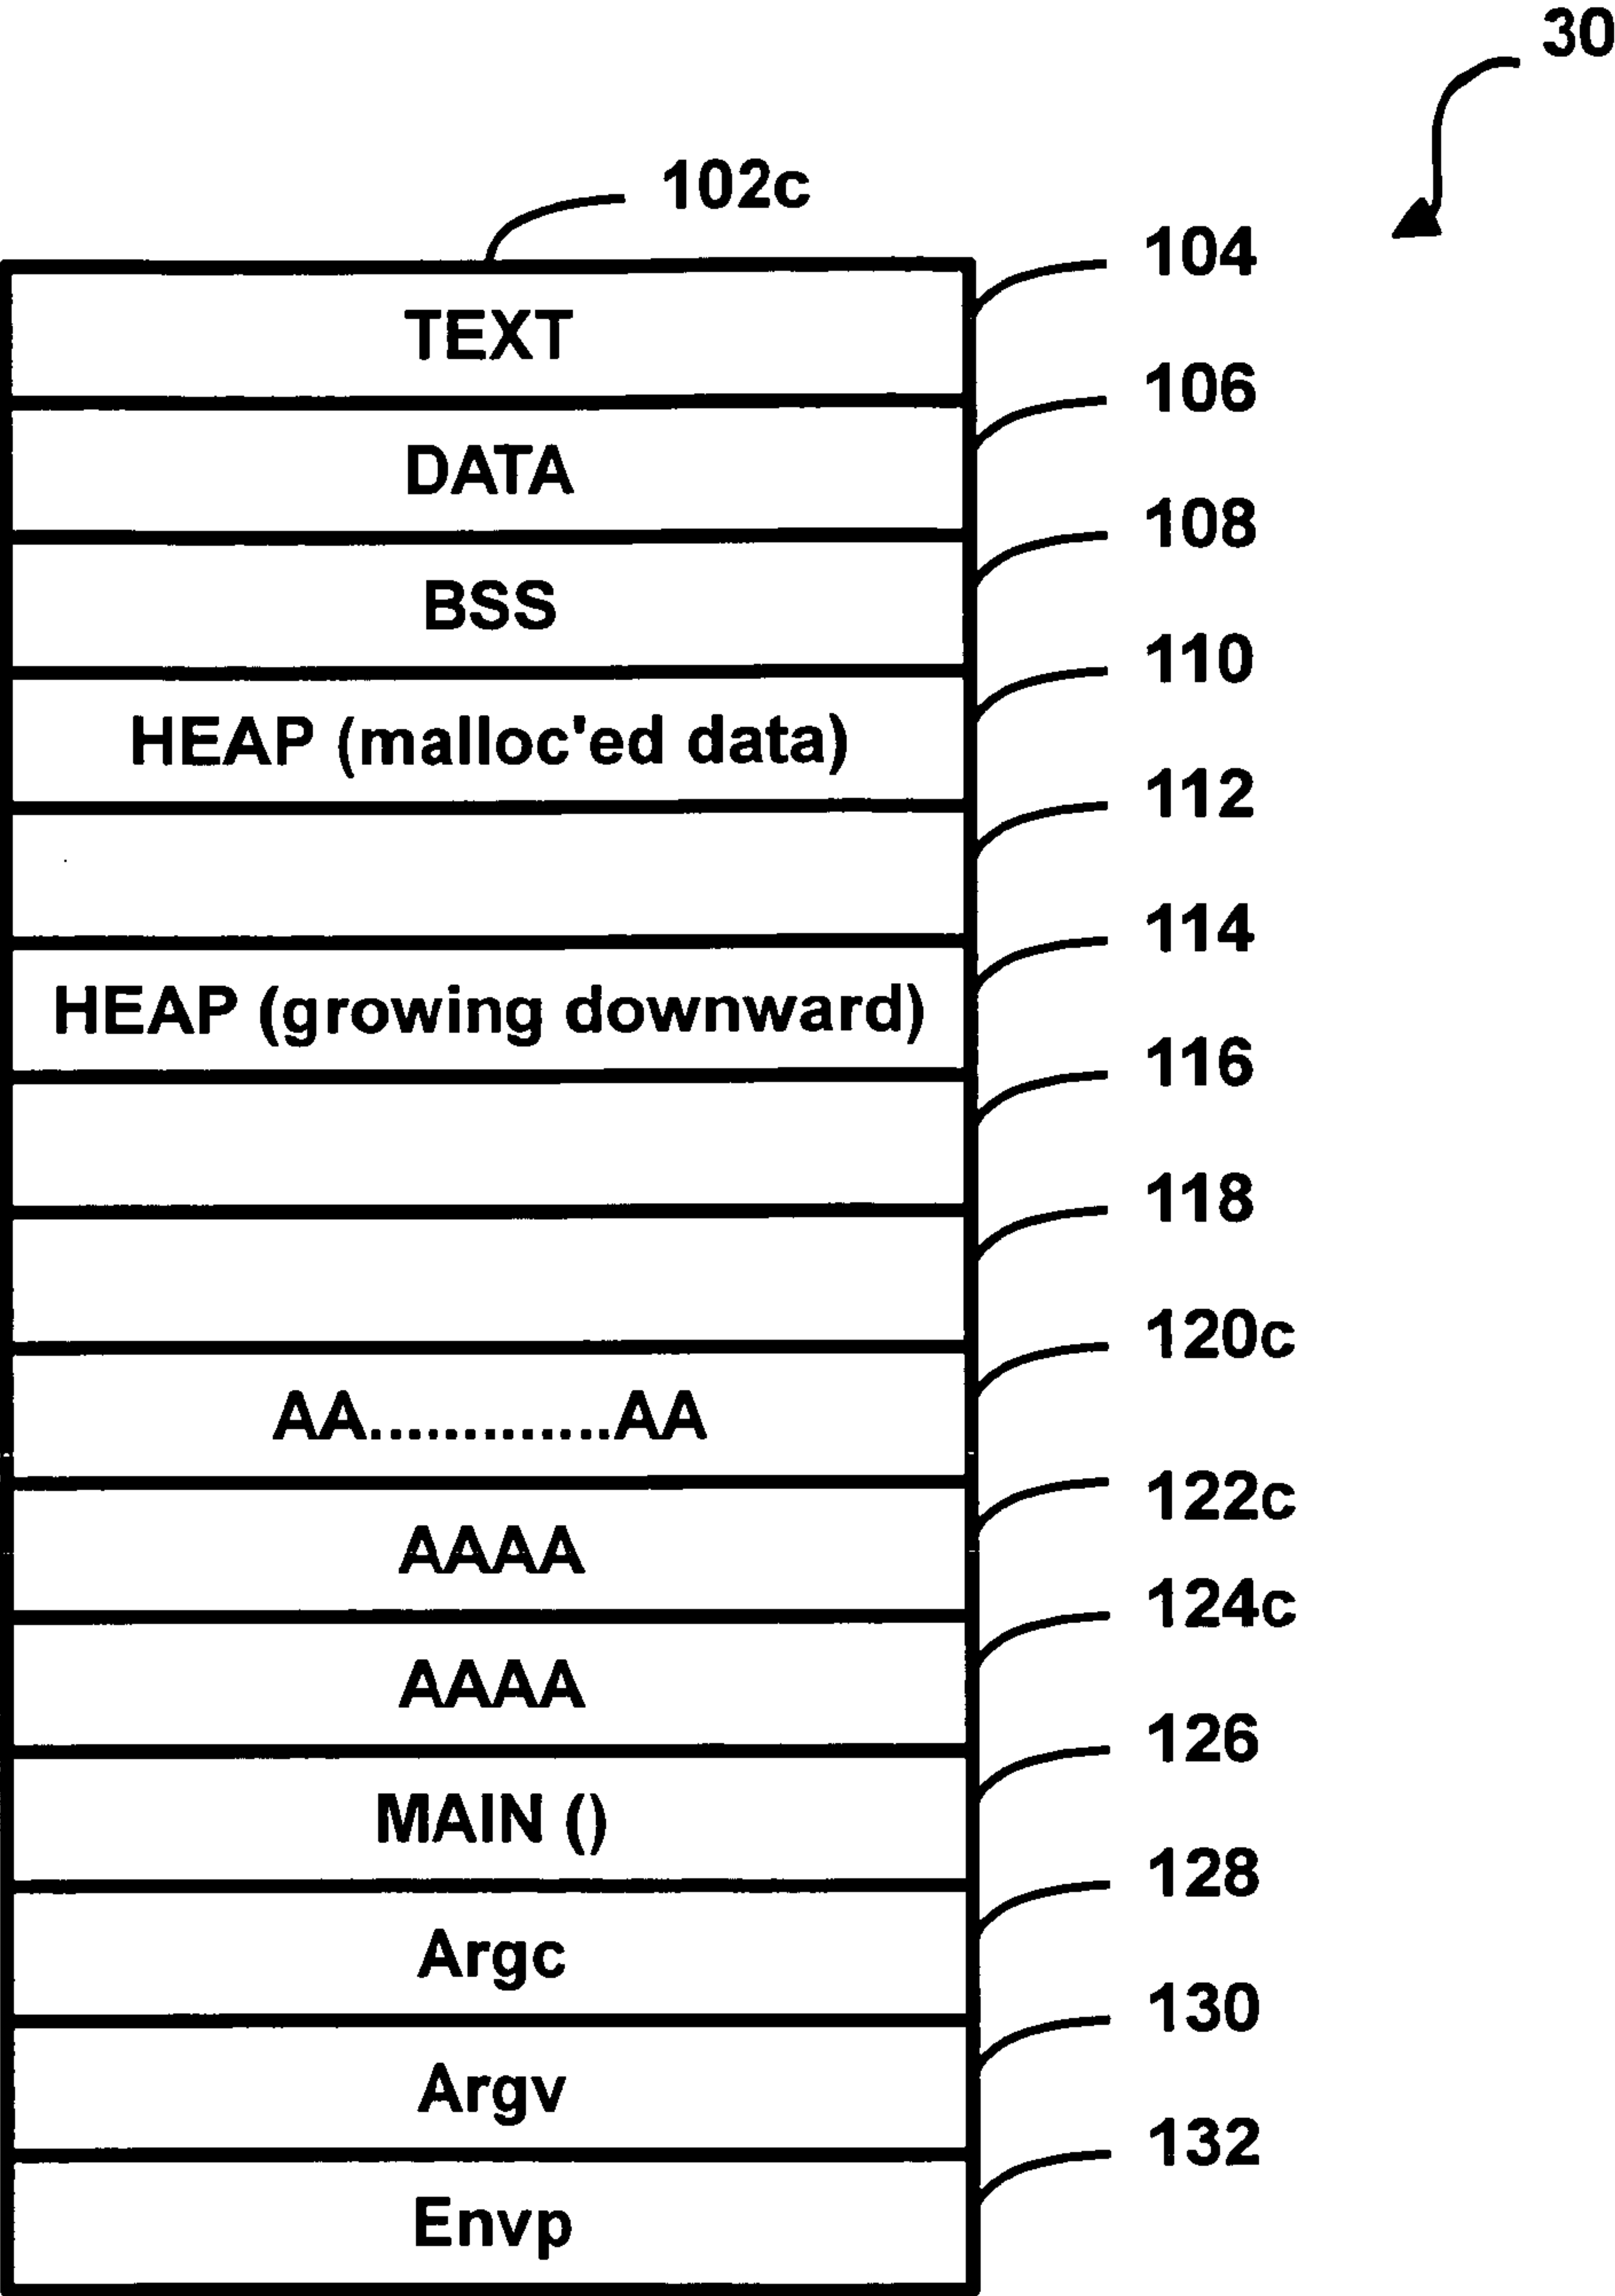 30
102c
104
TEXT
106
DATA
108
BSS
110
HEAP (malloc'ed data)
112
114
HEAP (growing downward)
116
118
120c
AA.............AA
122c
AAAA
124c
AAAA
126
MAIN ()
128
Argc
130
Argv
132
Envp